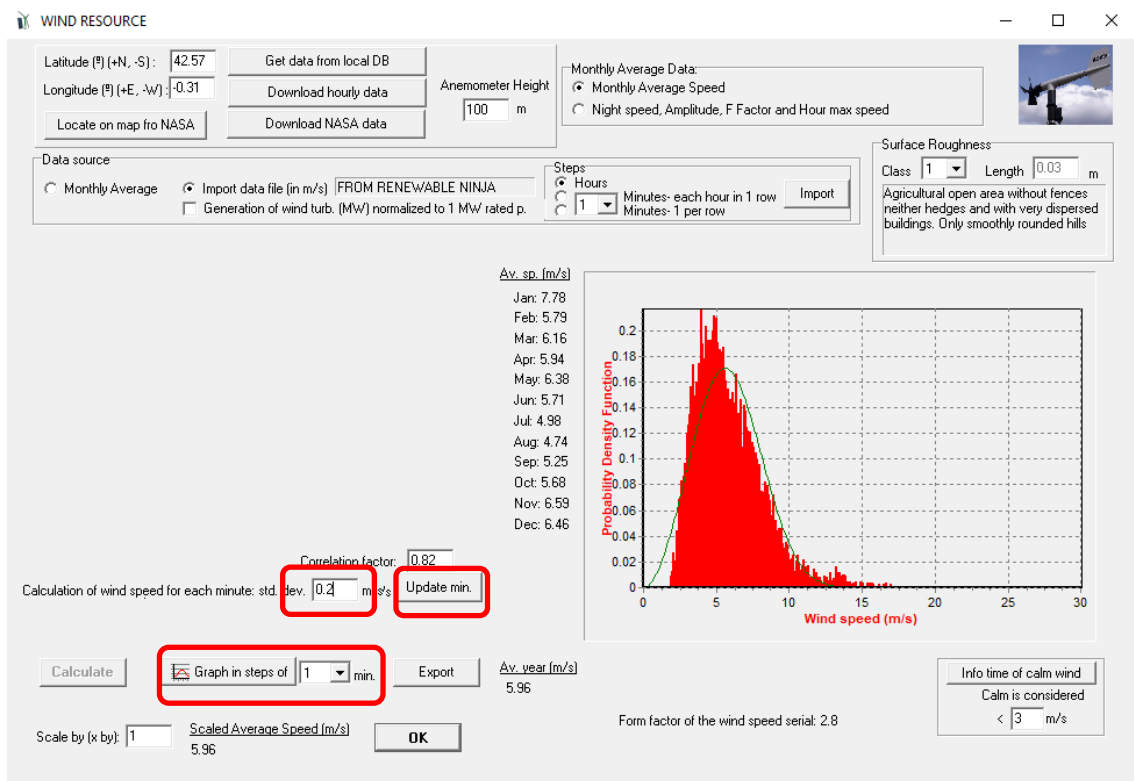 WIND RESOURCE
Latitude (º) (+N, -S) : 42.57
Get data from local DB
Longitude (º) (+E, -W) : -0.31
Download hourly data
Locate on map fro NASA
Download NASA data
Anemometer Height
100 m
Monthly Average Data:
Monthly Average Speed
Night speed, Amplitude, F Factor and Hour max speed
Data source
Monthly Average
Import data file (in m/s) FROM RENEWABLE NINJA
Generation of wind turb. (MW) normalized to 1 MW rated p.
Steps
Hours
1 Minutes- each hour in 1 row
Minutes- 1 per row
Import
Surface Roughness
Class 1 Length 0.03 m
Agricultural open area without fences
neither hedges and with very dispersed
buildings. Only smoothly rounded hills
Av. sp. (m/s)
Jan: 7.78
Feb: 5.79
Mar: 6.16
Apr: 5.94
May: 6.38
Jun: 5.71
Jul: 4.98
Aug: 4.74
Sep: 5.25
Oct: 5.68
Nov: 6.59
Dec: 6.46
Probability Density Function
0.2
0.18
0.16
0.14
0.12
0.1
0.08
0.06
0.04
0.02
0
0 5 10 15 20 25 30
Wind speed (m/s)
Correlation factor: 0.82
Calculation of wind speed for each minute: std. dev. 0.2 m/s's Update min.
Calculate
Graph in steps of 1 min.
Export
Av. year (m/s)
5.96
Scale by (x by): 1
Scaled Average Speed (m/s)
5.96
OK
Form factor of the wind speed serial: 2.8
Info time of calm wind
Calm is considered
< 3 m/s